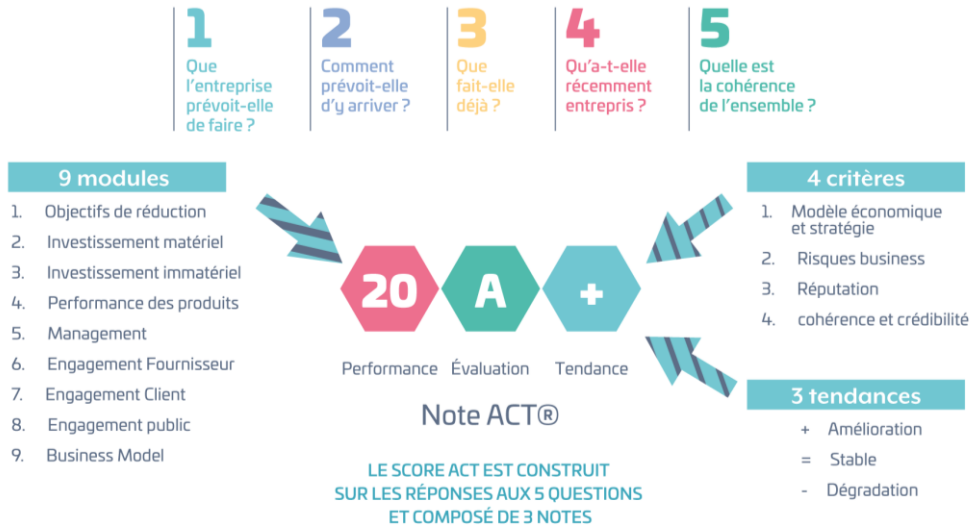 1
Que
l'entreprise
prévoit-elle
de faire ?
2
Comment
prévoit-elle
d'y arriver ?
3
Que
fait-elle
déjà ?
4
Qu'a-t-elle
récemment
entrepris ?
5
Quelle est
la cohérence
de l'ensemble ?
9 modules
1. Objectifs de réduction
2. Investissement matériel
3. Investissement immatériel
4. Performance des produits
5. Management
6. Engagement Fournisseur
7. Engagement Client
8. Engagement public
9. Business Model
20 A +
Performance Évaluation Tendance
Note ACT®
LE SCORE ACT EST CONSTRUIT
SUR LES RÉPONSES AUX 5 QUESTIONS
ET COMPOSÉ DE 3 NOTES
4 critères
1. Modèle économique
et stratégie
2. Risques business
3. Réputation
4. cohérence et crédibilité
3 tendances
+ Amélioration
= Stable
- Dégradation